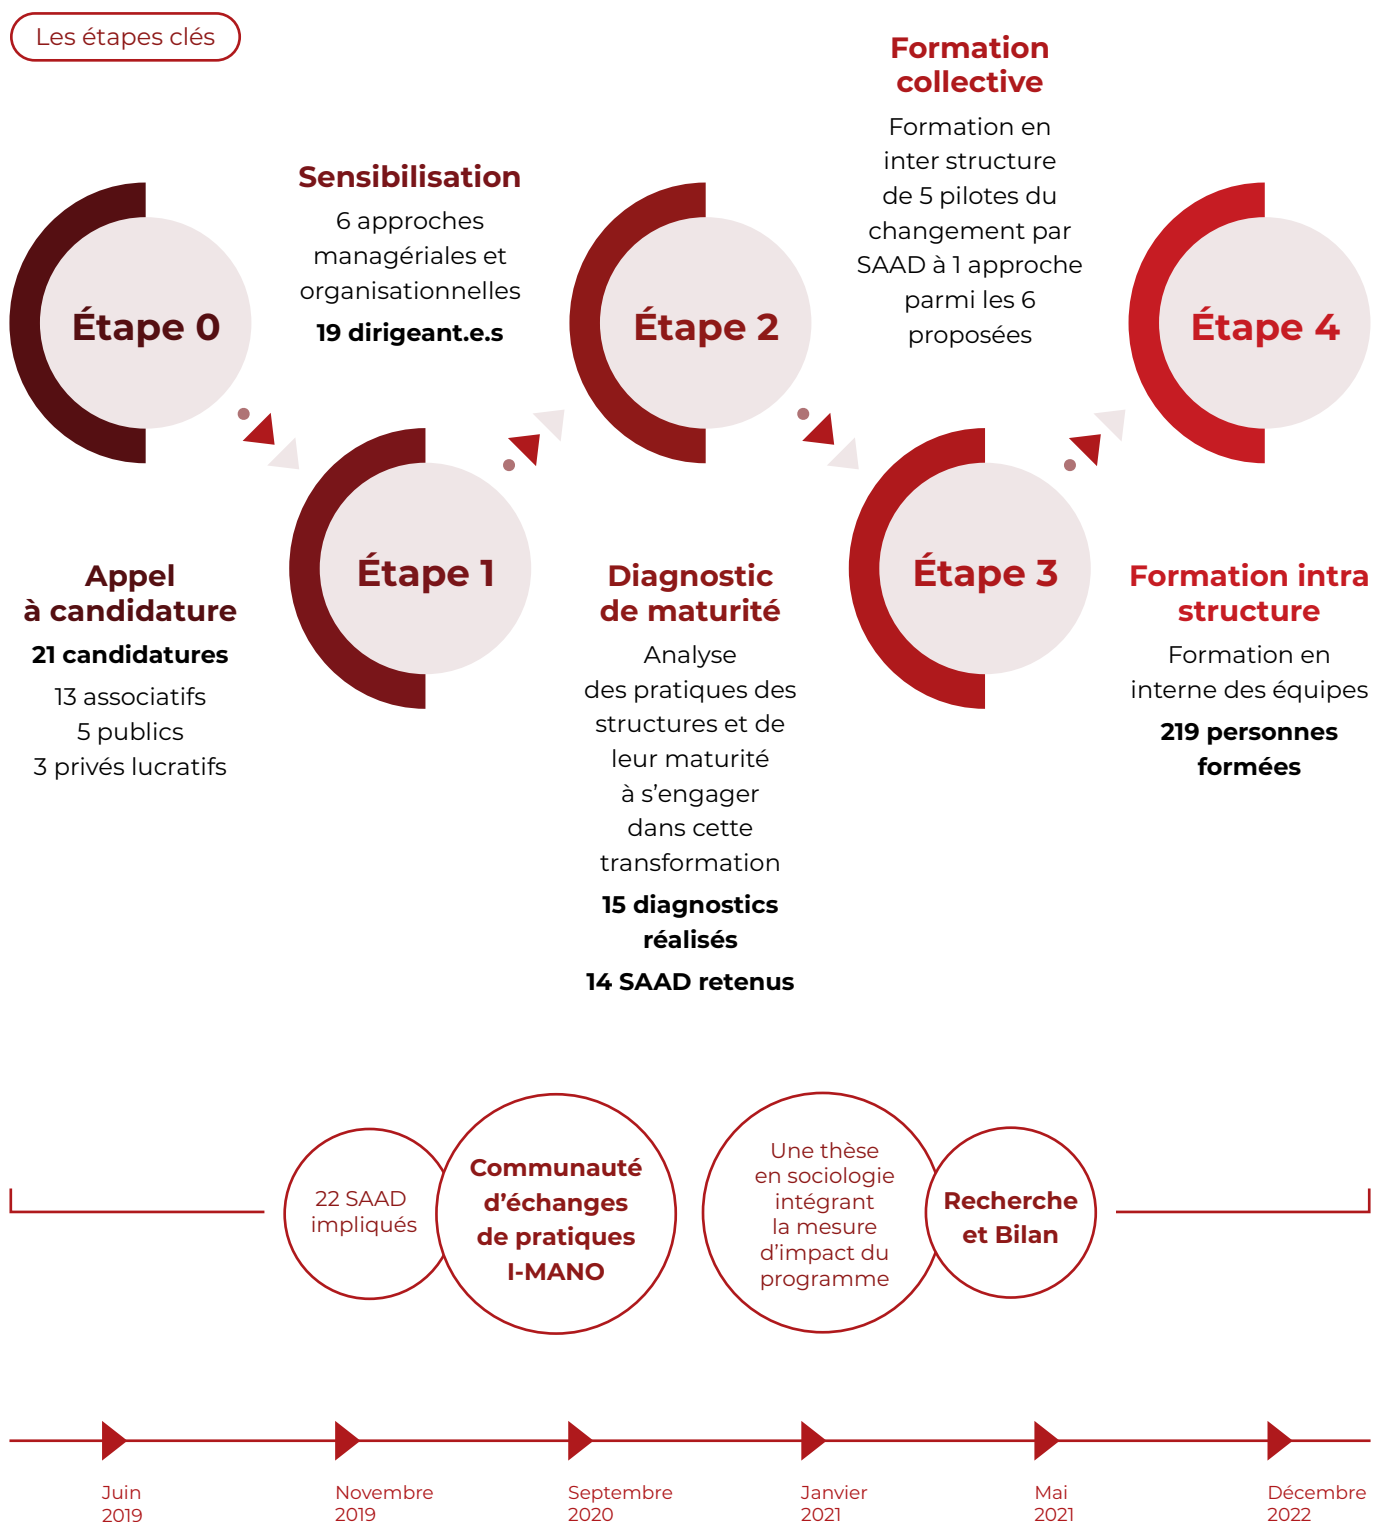 Les étapes clés
Étape 0
Appel
à candidature
21 candidatures
13 associatifs
5 publics
3 privés lucratifs
Sensibilisation
6 approches
managériales et
organisationnelles
19 dirigeant.e.s
Étape 1
Étape 2
Diagnostic
de maturité
Analyse
des pratiques des
structures et de
leur maturité
à s’engager
dans cette
transformation
15 diagnostics
réalisés
14 SAAD retenus
Formation
collective
Formation en
inter structure
de 5 pilotes du
changement par
SAAD à 1 approche
parmi les 6
proposées
Étape 3
Étape 4
Formation intra
structure
Formation en
interne des équipes
219 personnes
formées
22 SAAD
impliqués
Communauté
d’échanges
de pratiques
I-MANO
Une thèse
en sociologie
intégrant
la mesure
d’impact du
programme
Recherche
et Bilan
Juin
2019
Novembre
2019
Septembre
2020
Janvier
2021
Mai
2021
Décembre
2022